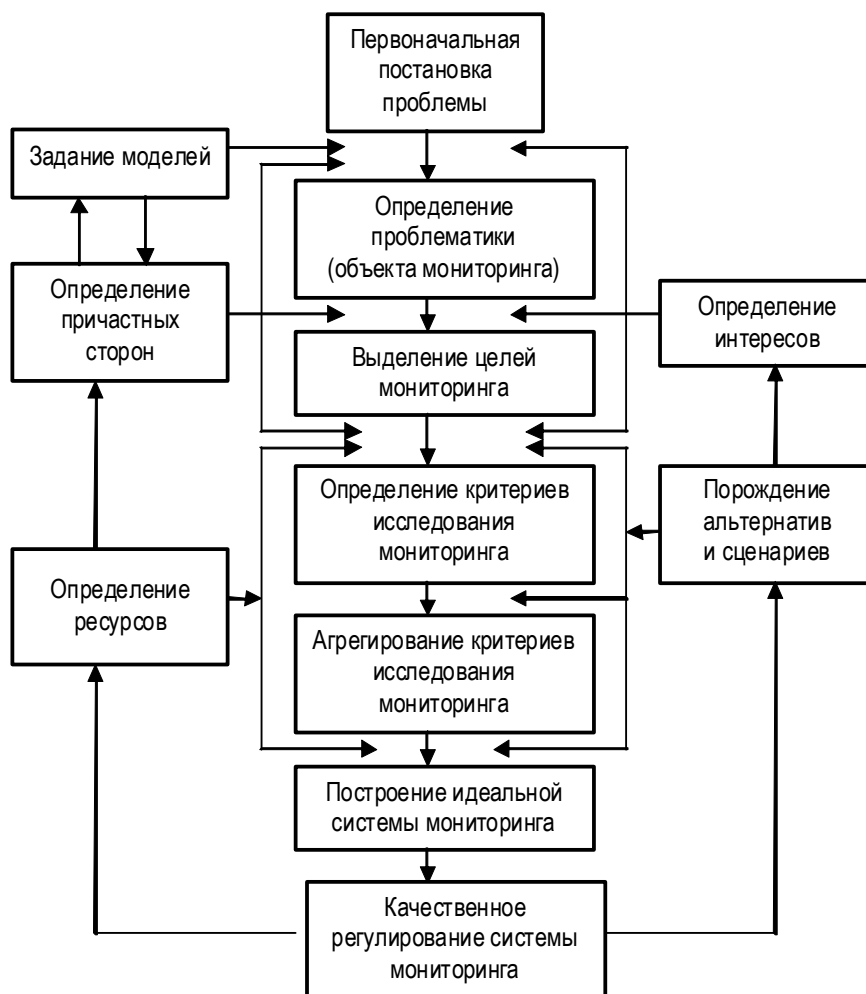 Первоначальная
постановка
проблемы
Задание моделей
Определение
проблематики
(объекта мониторинга)
Определение
причастных
сторон
Определение
интересов
Выделение целей
мониторинга
Определение критериев
исследования
мониторинга
Порождение
альтернатив
и сценариев
Определение
ресурсов
Агрегирование критериев
исследования
мониторинга
Построение идеальной
системы мониторинга
Качественное
регулирование системы
мониторинга